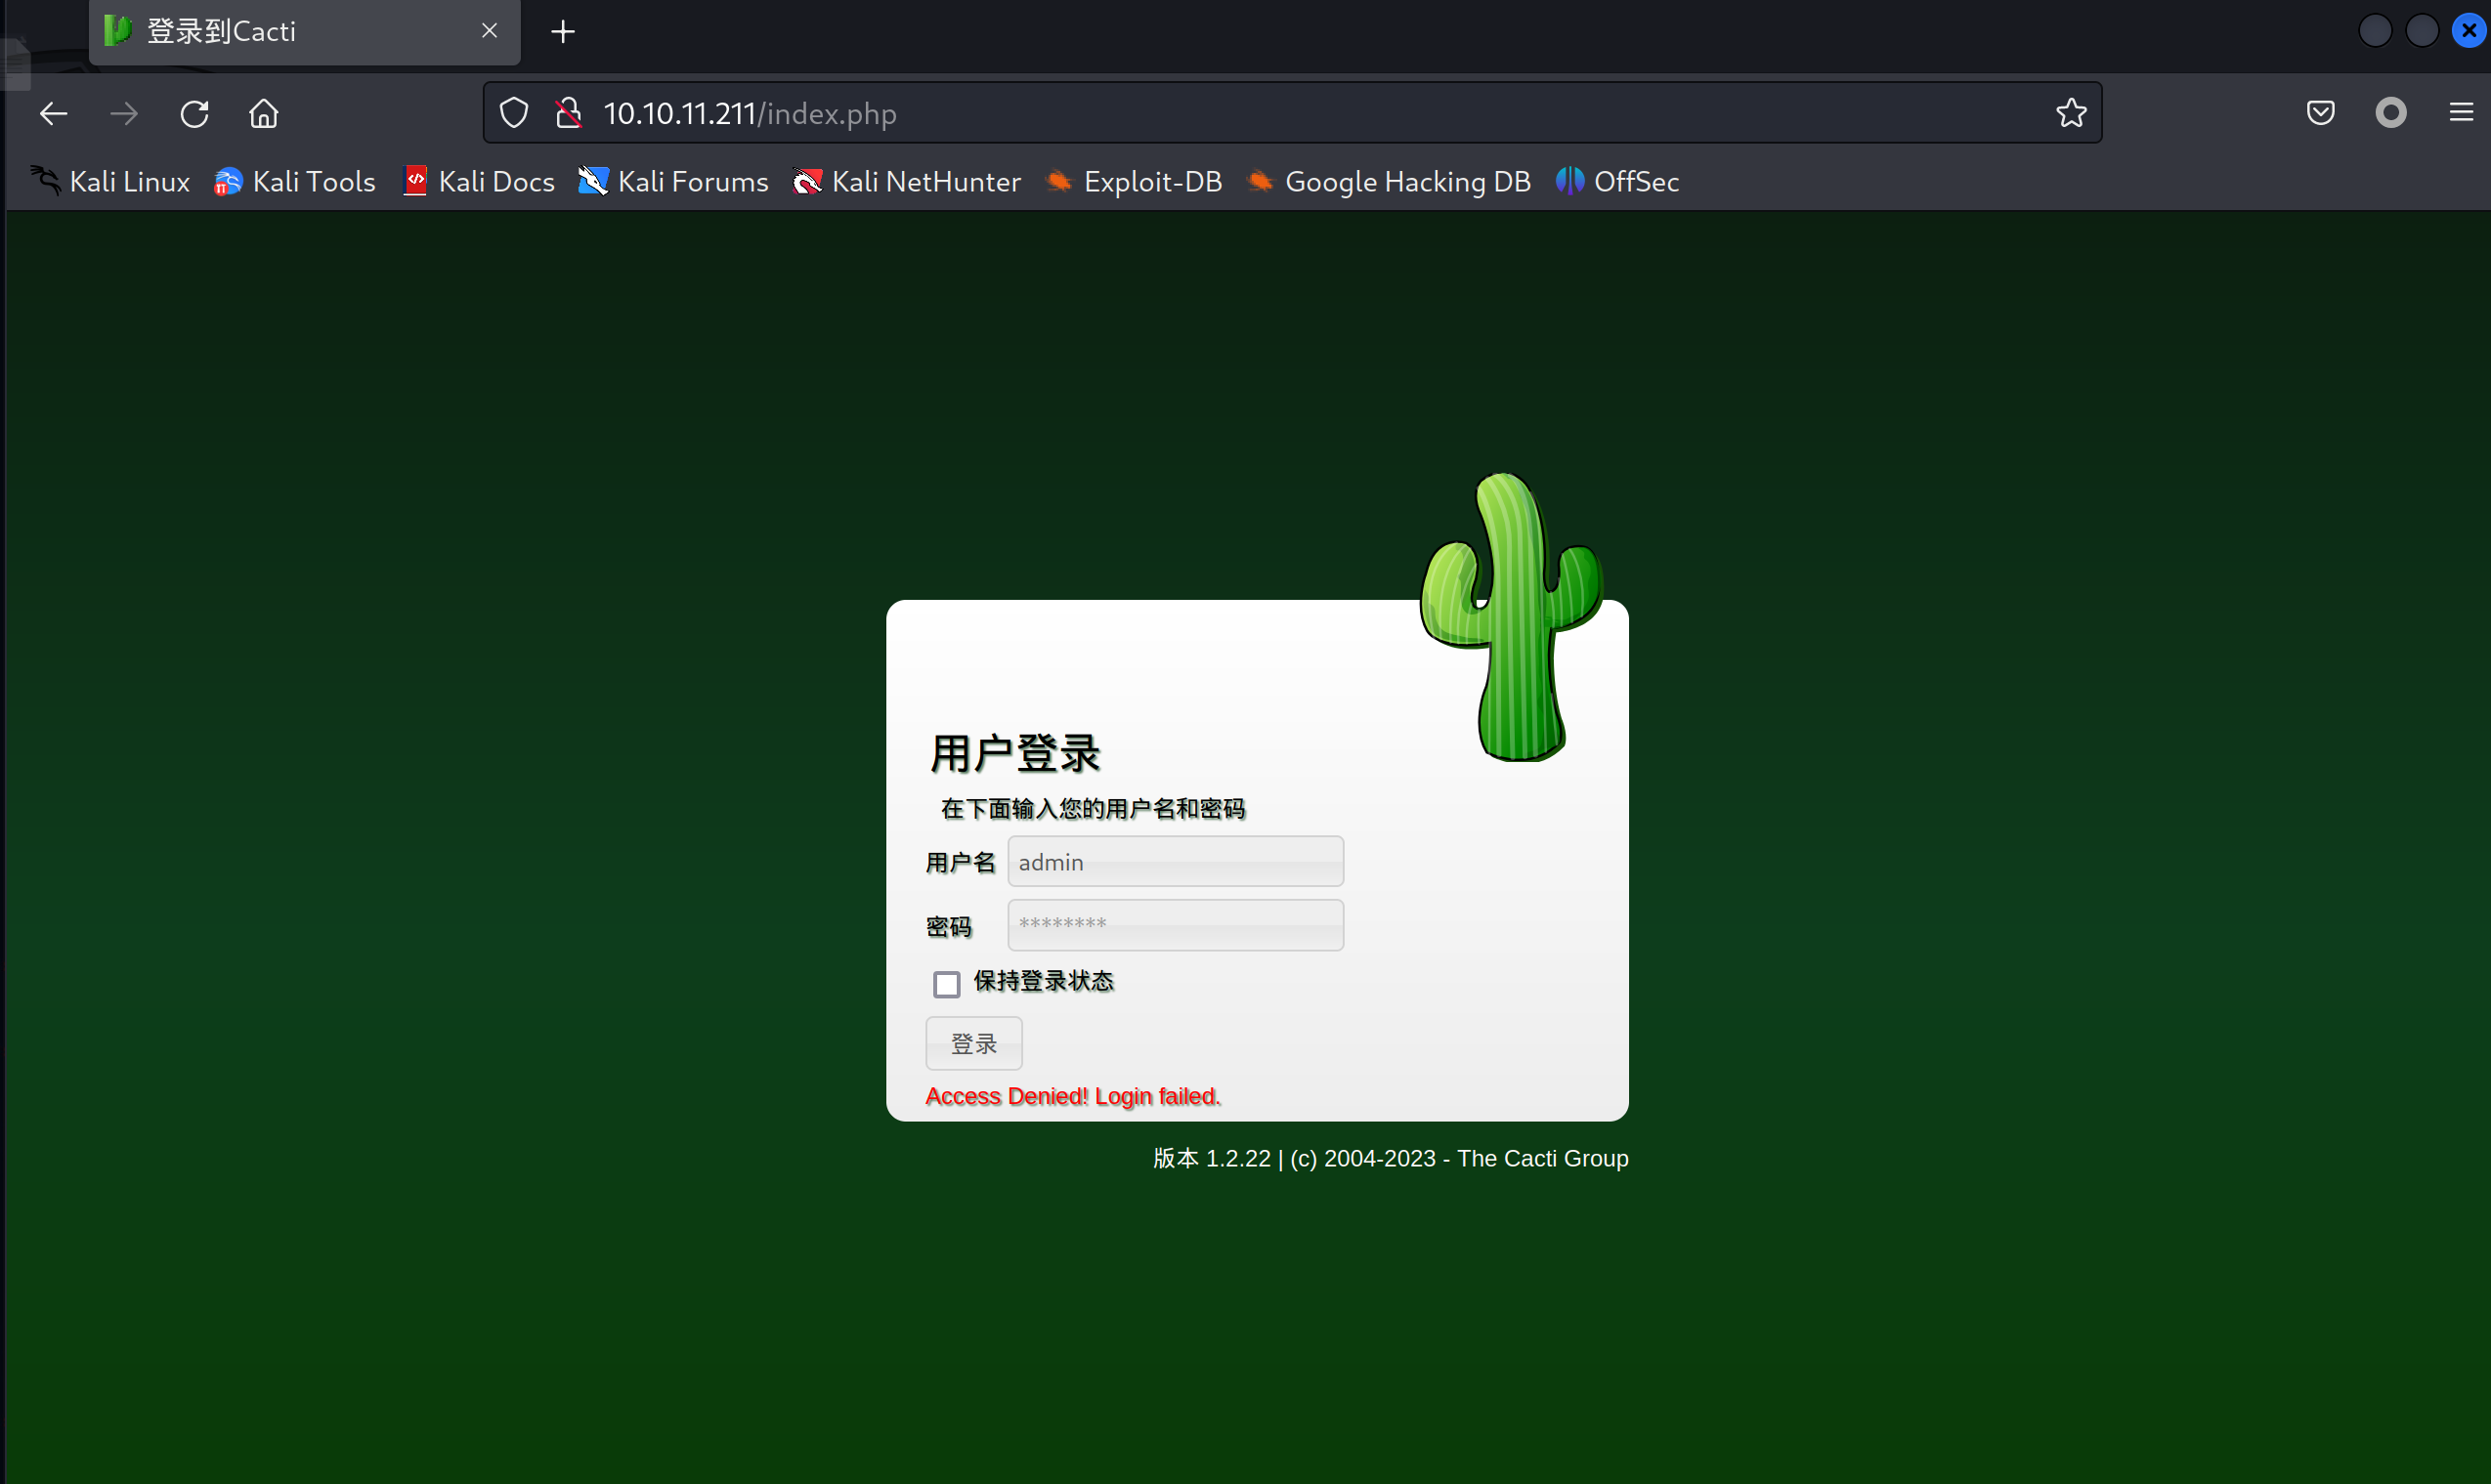 登录到Cacti
10.10.11.211/index.php
Kali Linux Kali Tools Kali Docs Kali Forums Kali NetHunter Exploit-DB Google Hacking DB OffSec
用户登录
在下面输入您的用户名和密码
用户名 admin
密码 ********
保持登录状态
登录
Access Denied! Login failed.
版本 1.2.22 | (c) 2004-2023 - The Cacti Group